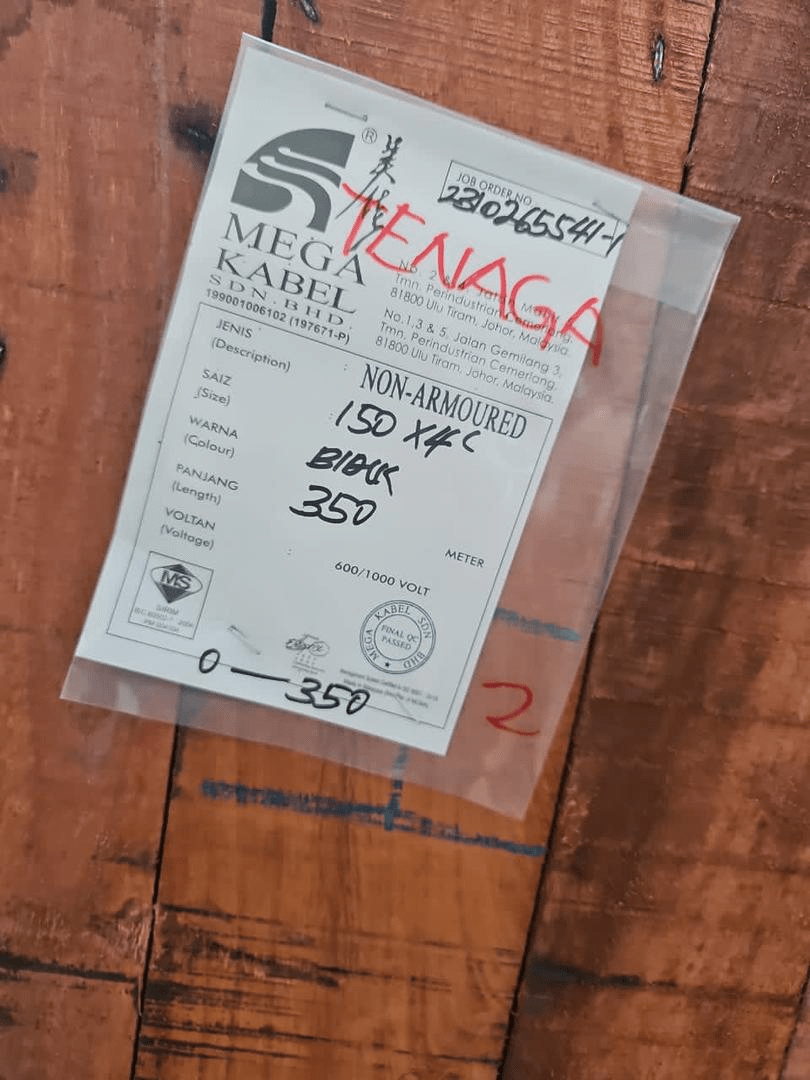 ®
JOB ORDER NO
2310265541-1
TENAGA
MEGA
KABEL
SDN. BHD.
199001006102 (197671-P)
No. 2
Tmn. Perindustrian Cemerlang,
81800 Ulu Tiram, Johor, Malaysia.
No.1,3 & 5, Jalan Gemilang 3,
Tmn. Perindustrian Cemerlang,
81800 Ulu Tiram, Johor, Malaysia.
JENIS
(Description)
: NON-ARMOURED
SAIZ
(Size)
150 X4C
WARNA
(Colour)
BLACK
PANJANG
(Length)
350
METER
VOLTAN
(Voltage)
: 600/1000 VOLT
MS
SIRIM
MEGA KABEL SDN BHD
FINAL QC
PASSED
0 — 350
2